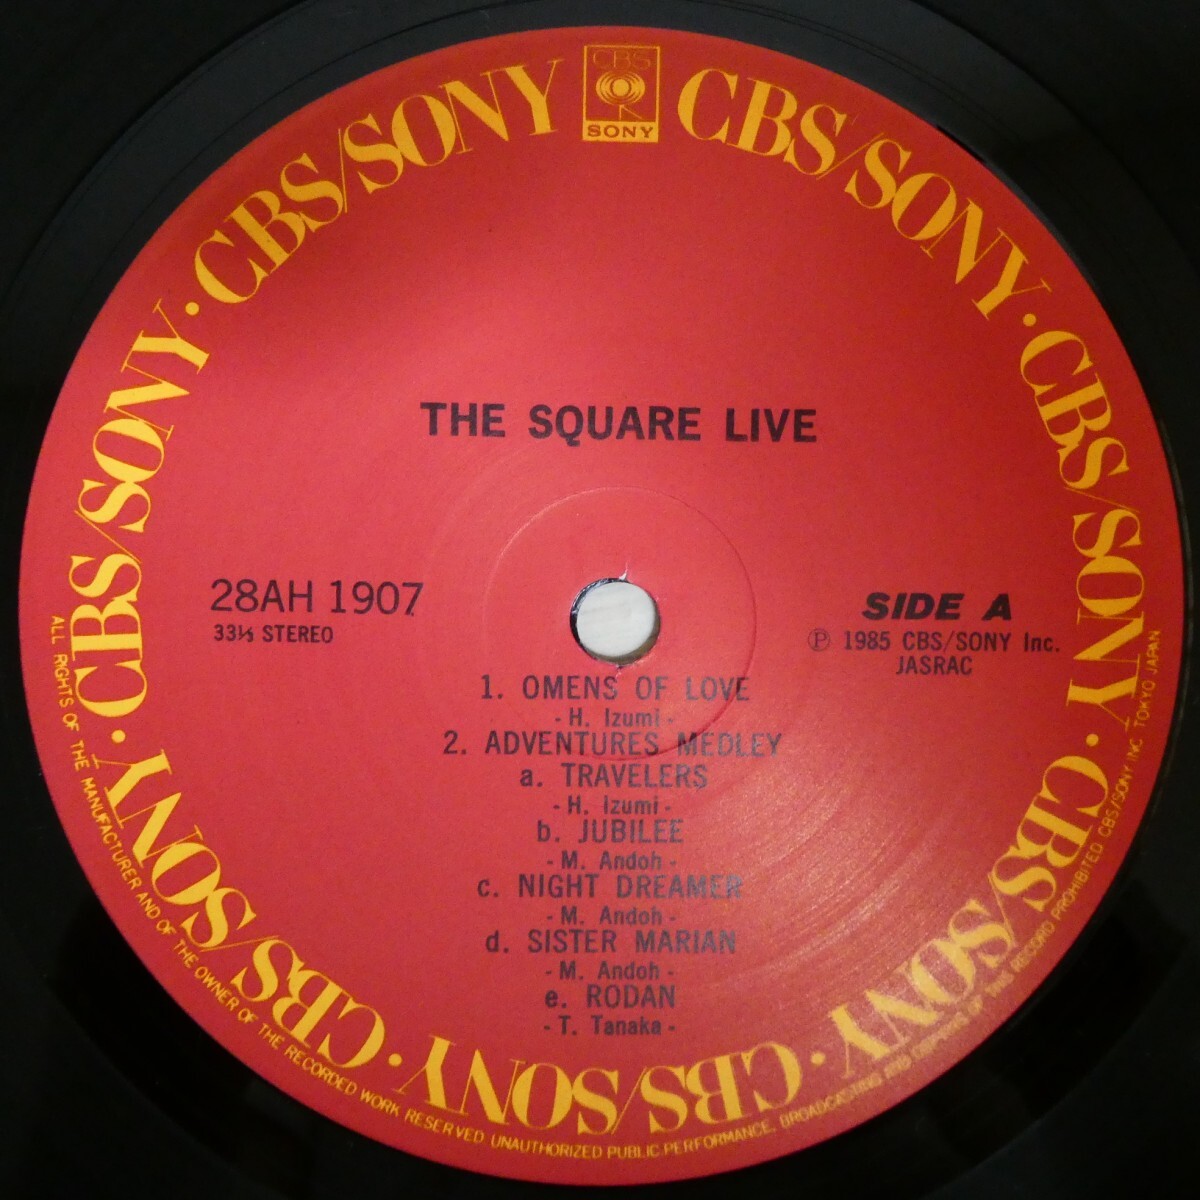 CBS
SONY
CBS/SONY · CBS/SONY · CBS/SONY · CBS/SONY · CBS/SONY · CBS/SONY · CBS/SONY · CBS/SONY
THE SQUARE LIVE
28AH 1907
33⅓ STEREO
SIDE A
Ⓟ 1985 CBS/SONY Inc.
JASRAC
1. OMENS OF LOVE
- H. Izumi -
2. ADVENTURES MEDLEY
a. TRAVELERS
- H. Izumi -
b. JUBILEE
- M. Andoh -
c. NIGHT DREAMER
- M. Andoh -
d. SISTER MARIAN
- M. Andoh -
e. RODAN
- T. Tanaka -
ALL RIGHTS OF THE MANUFACTURER AND OF THE OWNER OF THE RECORDED WORK RESERVED UNAUTHORIZED PUBLIC PERFORMANCE, BROADCASTING AND COPYING OF THIS RECORD PROHIBITED CBS/SONY INC. TOKYO JAPAN